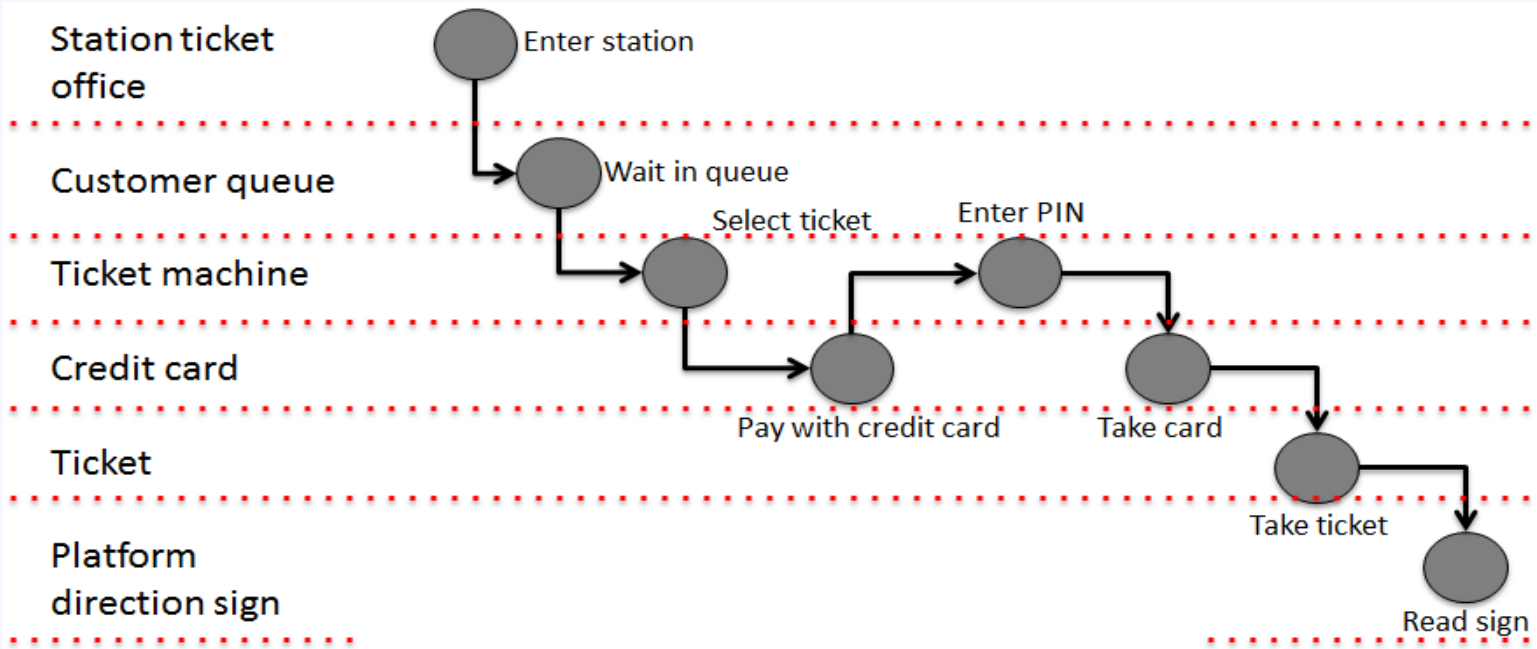 Station ticket
office
Enter station
Customer queue
Wait in queue
Select ticket
Enter PIN
Ticket machine
Credit card
Pay with credit card
Take card
Ticket
Take ticket
Platform
direction sign
Read sign